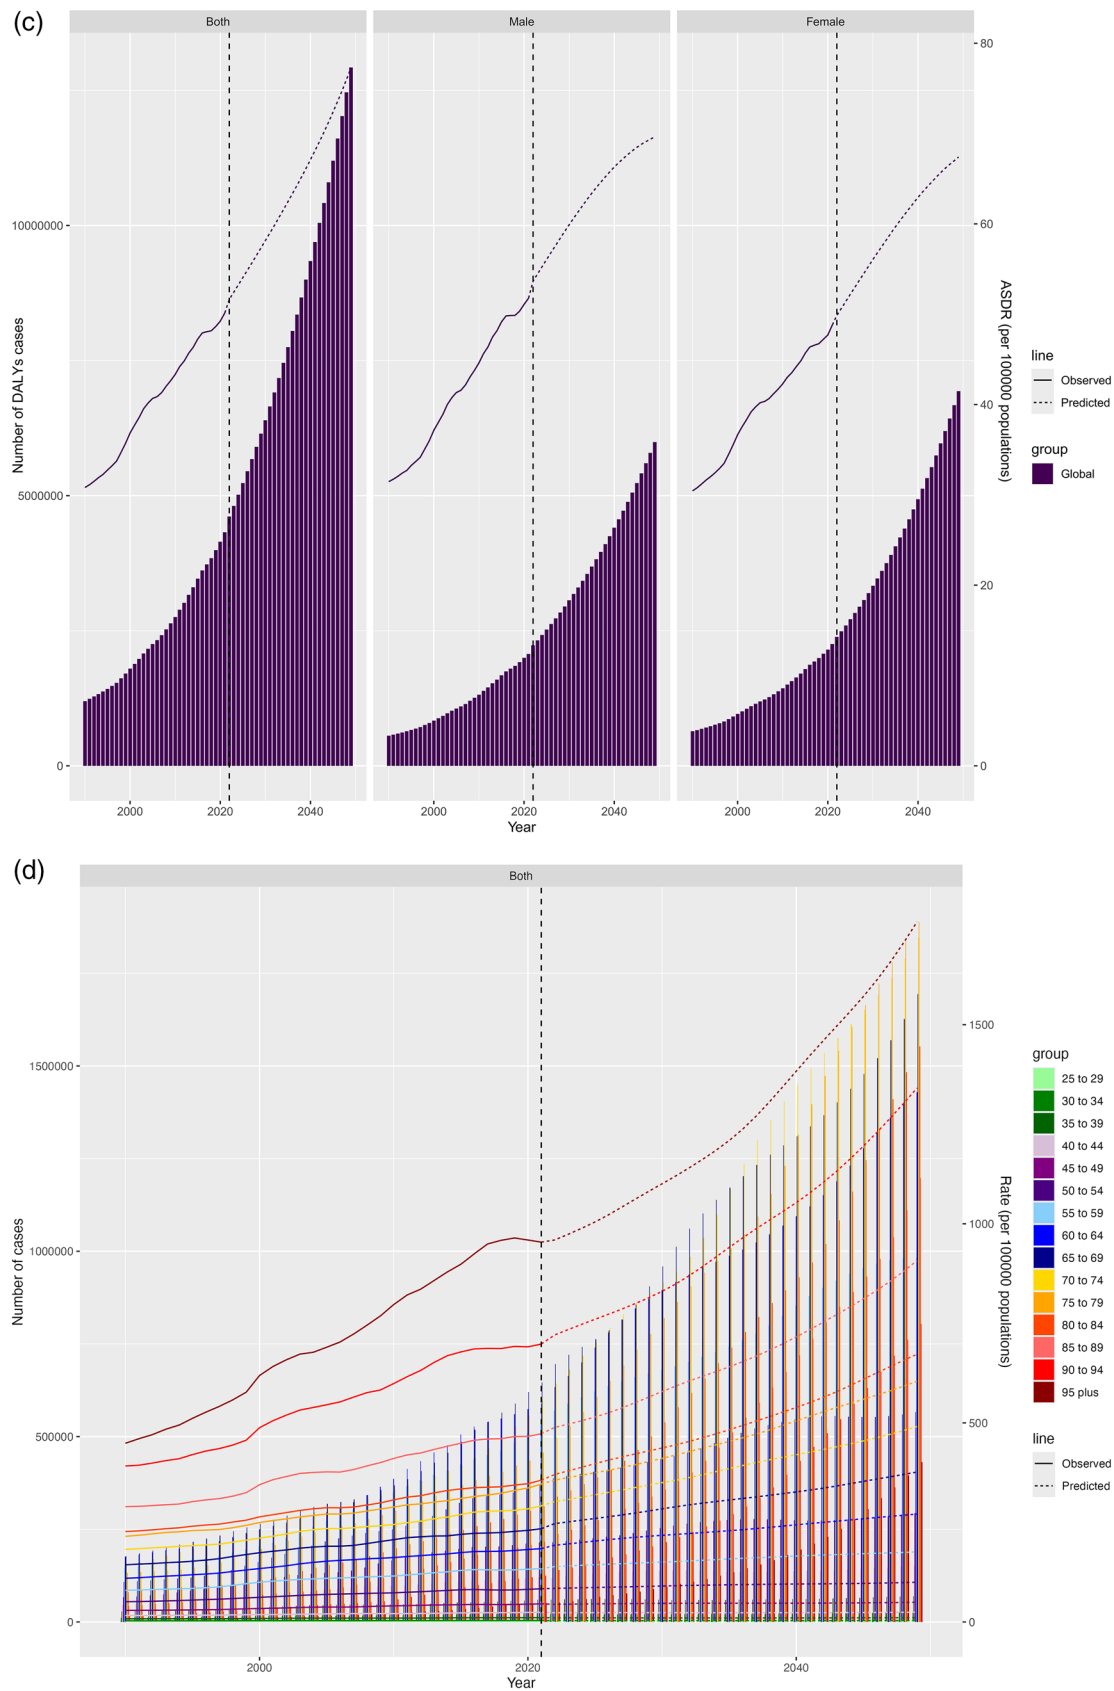 (c)
Both
Male
Female
80
60
40
20
0
10000000
5000000
0
Number of DALYs cases
ASDR (per 100000 populations)
2000
2020
2040
2000
2020
2040
2000
2020
2040
Year
line
Observed
Predicted
group
Global
(d)
Both
1500000
1000000
500000
0
Number of cases
1500
1000
500
0
Rate (per 100000 populations)
2000
2020
2040
Year
group
25 to 29
30 to 34
35 to 39
40 to 44
45 to 49
50 to 54
55 to 59
60 to 64
65 to 69
70 to 74
75 to 79
80 to 84
85 to 89
90 to 94
95 plus
line
Observed
Predicted